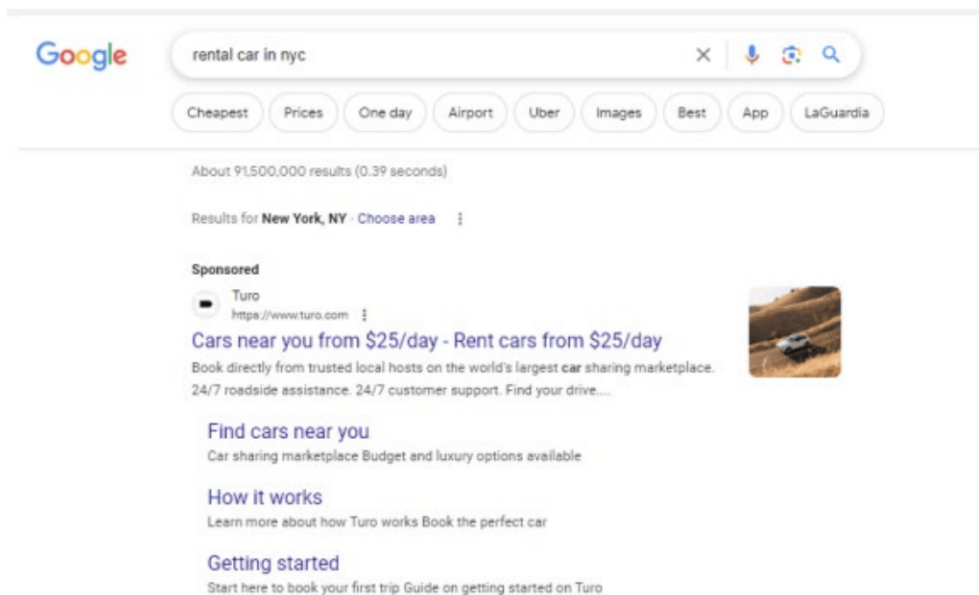 Google
rental car in nyc
Cheapest Prices One day Airport Uber Images Best App LaGuardia
About 91,500,000 results (0.39 seconds)
Results for New York, NY · Choose area
Sponsored
Turo
https://www.turo.com
Cars near you from $25/day - Rent cars from $25/day
Book directly from trusted local hosts on the world's largest car sharing marketplace.
24/7 roadside assistance. 24/7 customer support. Find your drive....
Find cars near you
Car sharing marketplace Budget and luxury options available
How it works
Learn more about how Turo works Book the perfect car
Getting started
Start here to book your first trip Guide on getting started on Turo